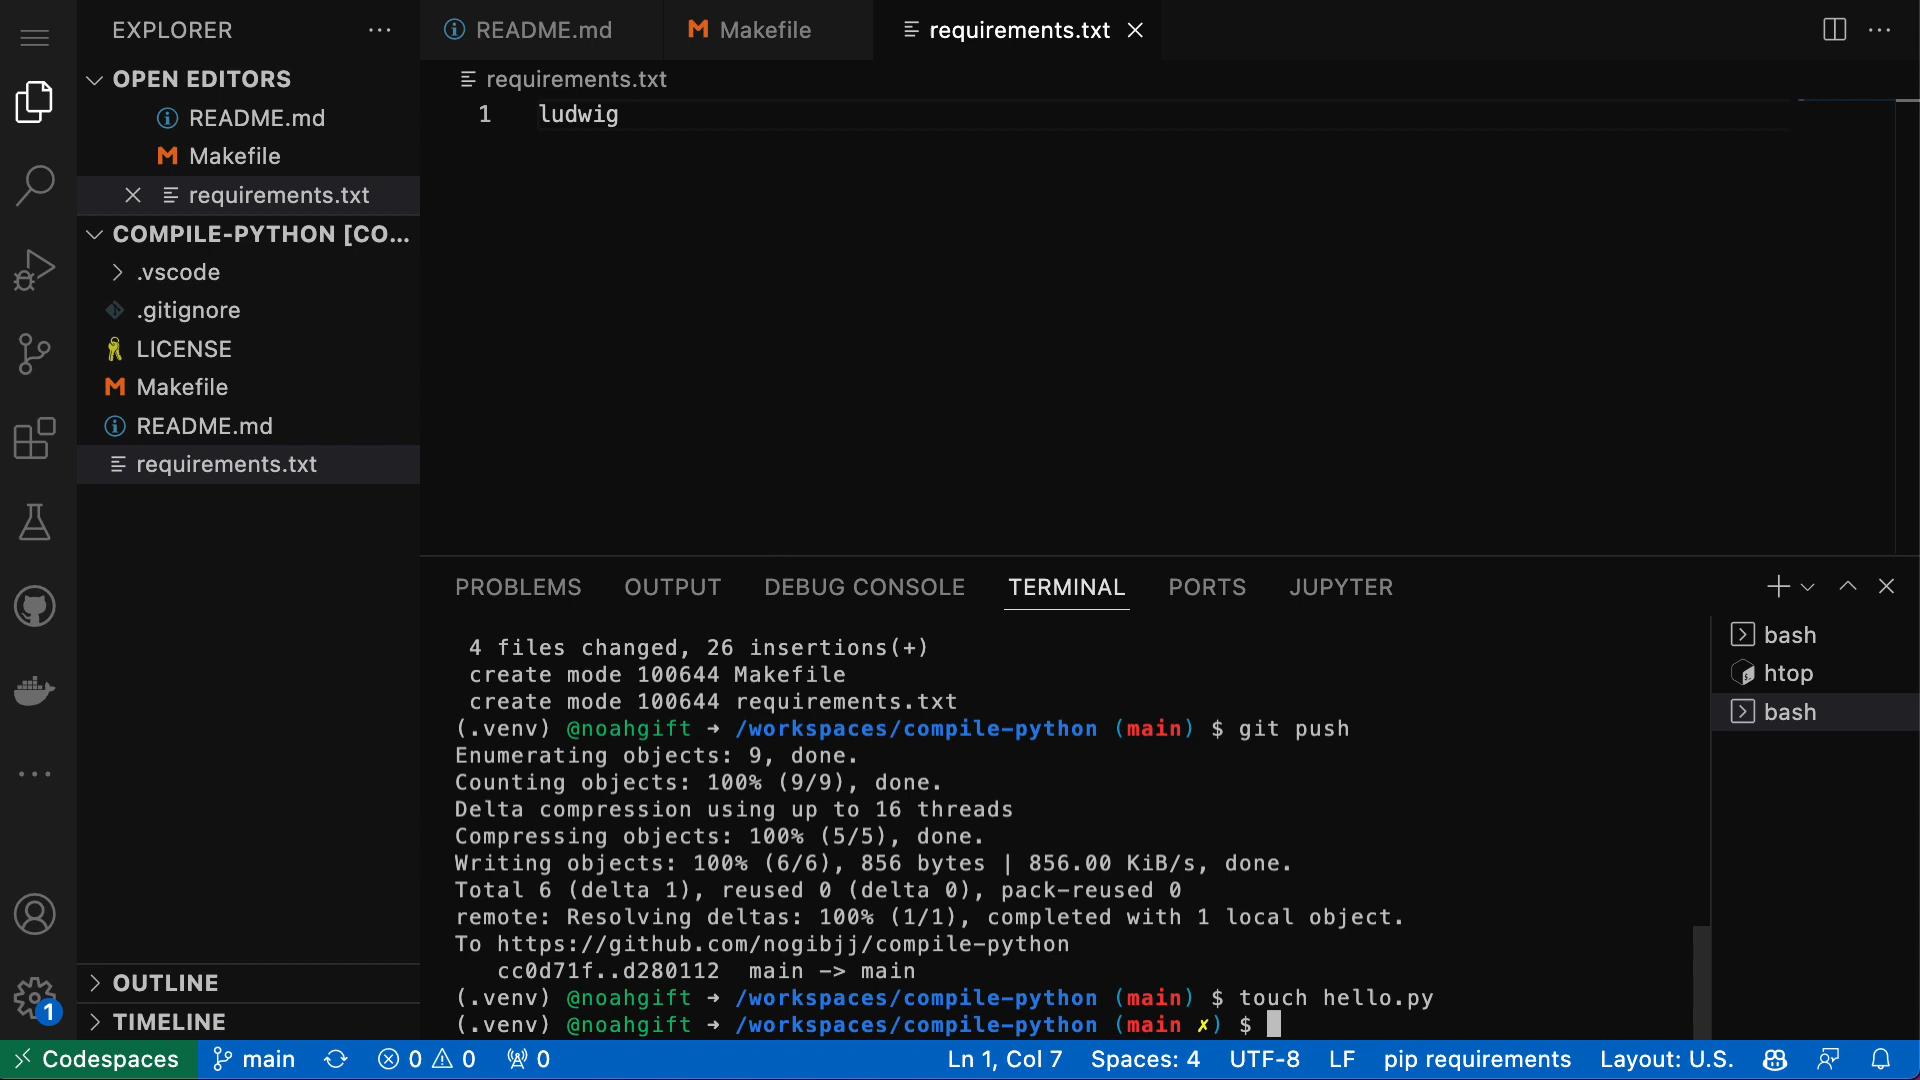 EXPLORER
OPEN EDITORS
README.md
Makefile
requirements.txt
COMPILE-PYTHON [CO...
.vscode
.gitignore
LICENSE
Makefile
README.md
requirements.txt
OUTLINE
TIMELINE
README.md
Makefile
requirements.txt
requirements.txt
1 ludwig
PROBLEMS OUTPUT DEBUG CONSOLE TERMINAL PORTS JUPYTER
4 files changed, 26 insertions(+)
create mode 100644 Makefile
create mode 100644 requirements.txt
(.venv) @noahgift → /workspaces/compile-python (main) $ git push
Enumerating objects: 9, done.
Counting objects: 100% (9/9), done.
Delta compression using up to 16 threads
Compressing objects: 100% (5/5), done.
Writing objects: 100% (6/6), 856 bytes | 856.00 KiB/s, done.
Total 6 (delta 1), reused 0 (delta 0), pack-reused 0
remote: Resolving deltas: 100% (1/1), completed with 1 local object.
To https://github.com/nogibjj/compile-python
cc0d71f..d280112 main -> main
(.venv) @noahgift → /workspaces/compile-python (main) $ touch hello.py
(.venv) @noahgift → /workspaces/compile-python (main ✗) $
bash
htop
bash
1
Codespaces main 0 0 0 Ln 1, Col 7 Spaces: 4 UTF-8 LF pip requirements Layout: U.S.